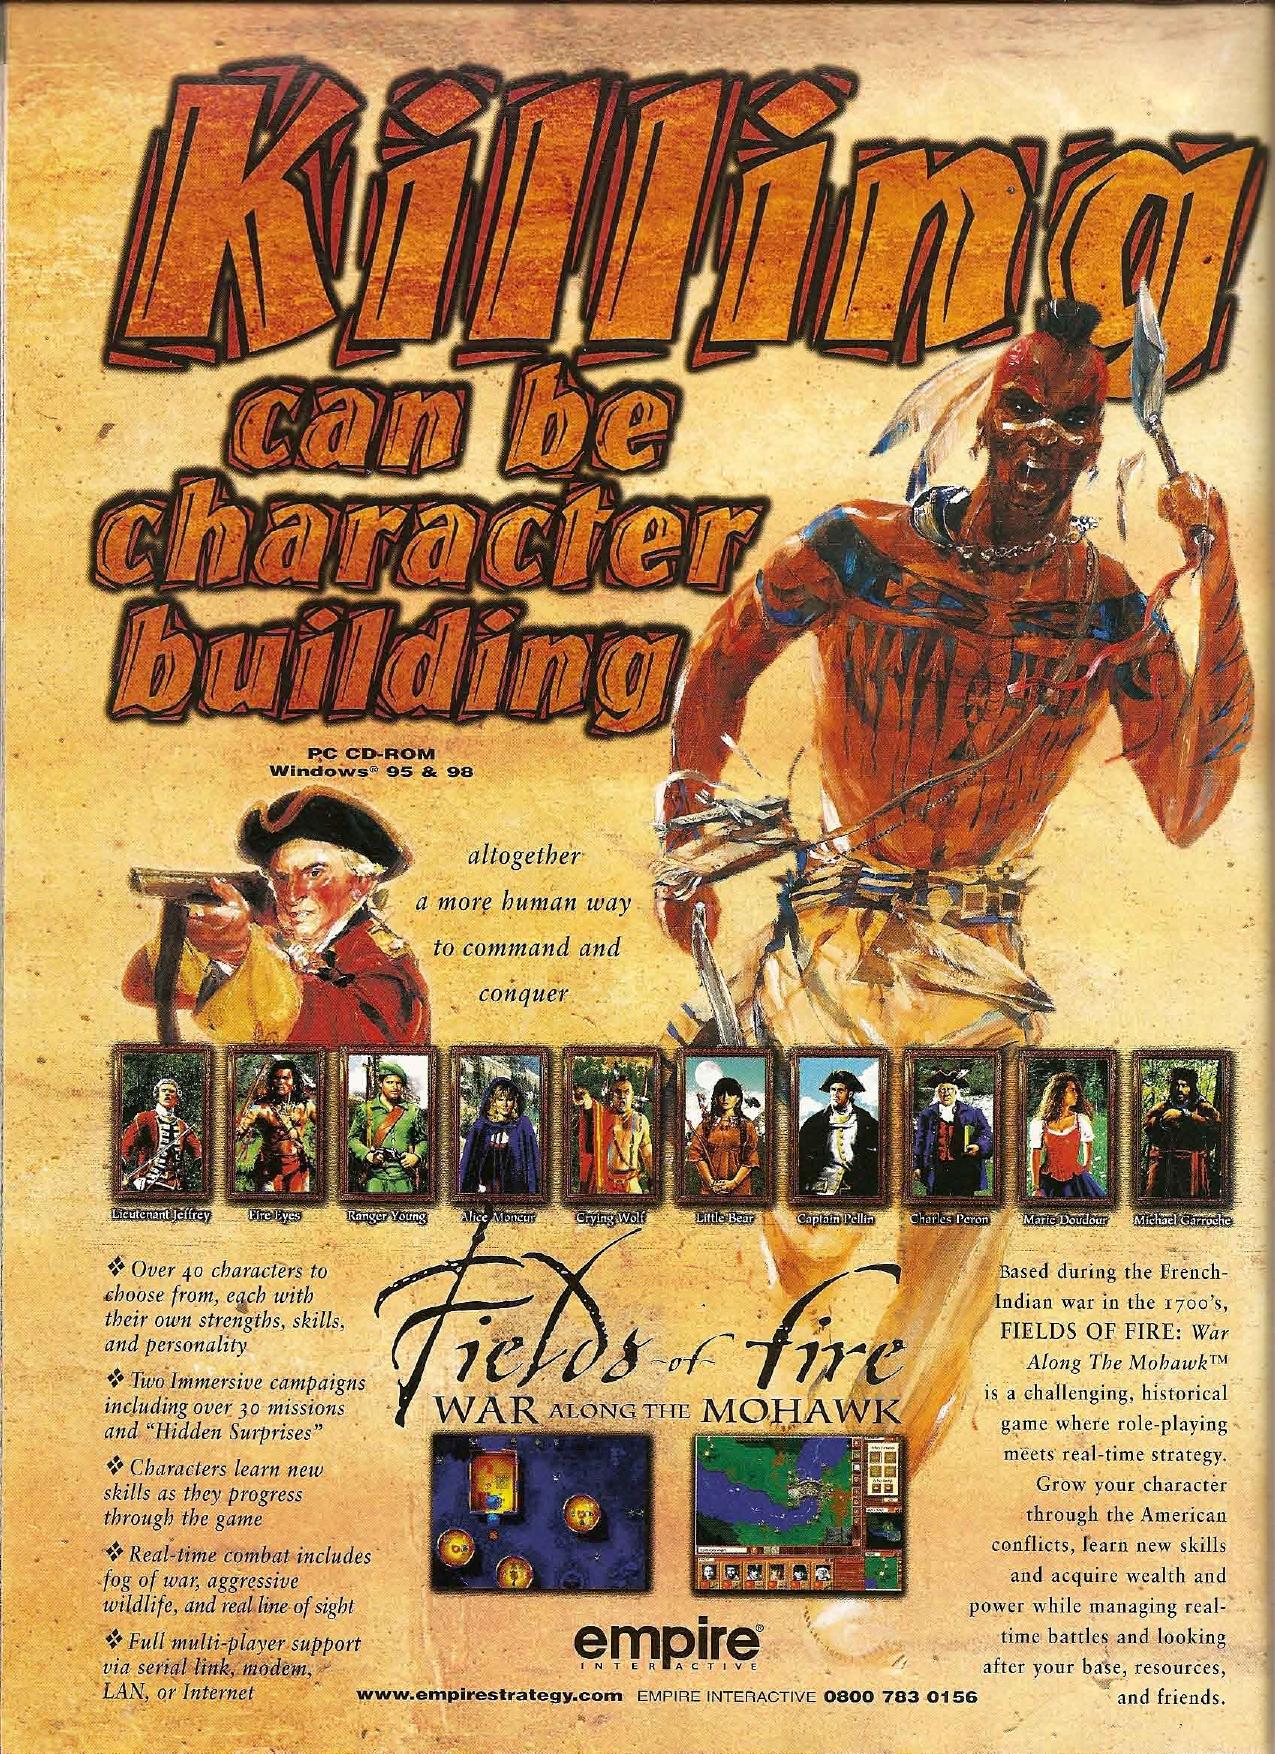 Killing
can be
character
building
PC CD-ROM
Windows® 95 & 98
altogether
a more human way
to command and
conquer
Lieutenant Jeffrey
Fire Eyes
Ranger Young
Alice Moncur
Crying Wolf
Little Bear
Captain Pellin
Charles Peron
Marie Doudour
Michael Garroche
❖ Over 40 characters to
choose from, each with
their own strengths, skills,
and personality
❖ Two Immersive campaigns
including over 30 missions
and "Hidden Surprises"
❖ Characters learn new
skills as they progress
through the game
❖ Real-time combat includes
fog of war, aggressive
wildlife, and real line of sight
❖ Full multi-player support
via serial link, modem,
LAN, or Internet
Fields of fire
WAR ALONG THE MOHAWK
Based during the French-
Indian war in the 1700's,
FIELDS OF FIRE: War
Along The Mohawk™
is a challenging, historical
game where role-playing
meets real-time strategy.
Grow your character
through the American
conflicts, learn new skills
and acquire wealth and
power while managing real-
time battles and looking
after your base, resources,
and friends.
empire®
INTERACTIVE
www.empirestrategy.com EMPIRE INTERACTIVE 0800 783 0156